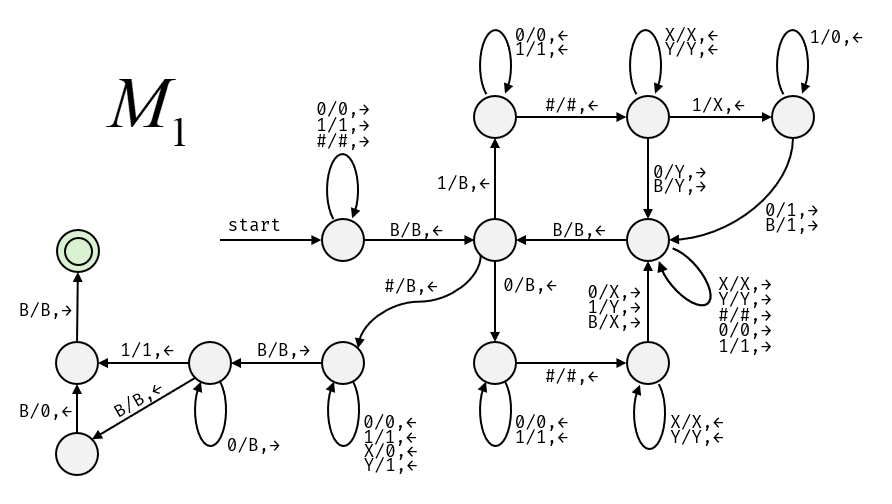 0/0,←
1/1,←
X/X,←
Y/Y,←
1/0,←
M₁
0/0,→
1/1,→
#/#,→
#/#,←
1/X,←
1/B,←
0/Y,→
B/Y,→
0/1,→
B/1,→
start
B/B,←
B/B,←
#/B,←
0/B,←
0/X,→
1/Y,→
B/X,→
X/X,→
Y/Y,→
#/#,→
0/0,→
1/1,→
B/B,→
1/1,←
B/B,→
#/#,←
B/0,←
B/B,←
0/B,→
0/0,←
1/1,←
X/0,←
Y/1,←
0/0,←
1/1,←
X/X,←
Y/Y,←